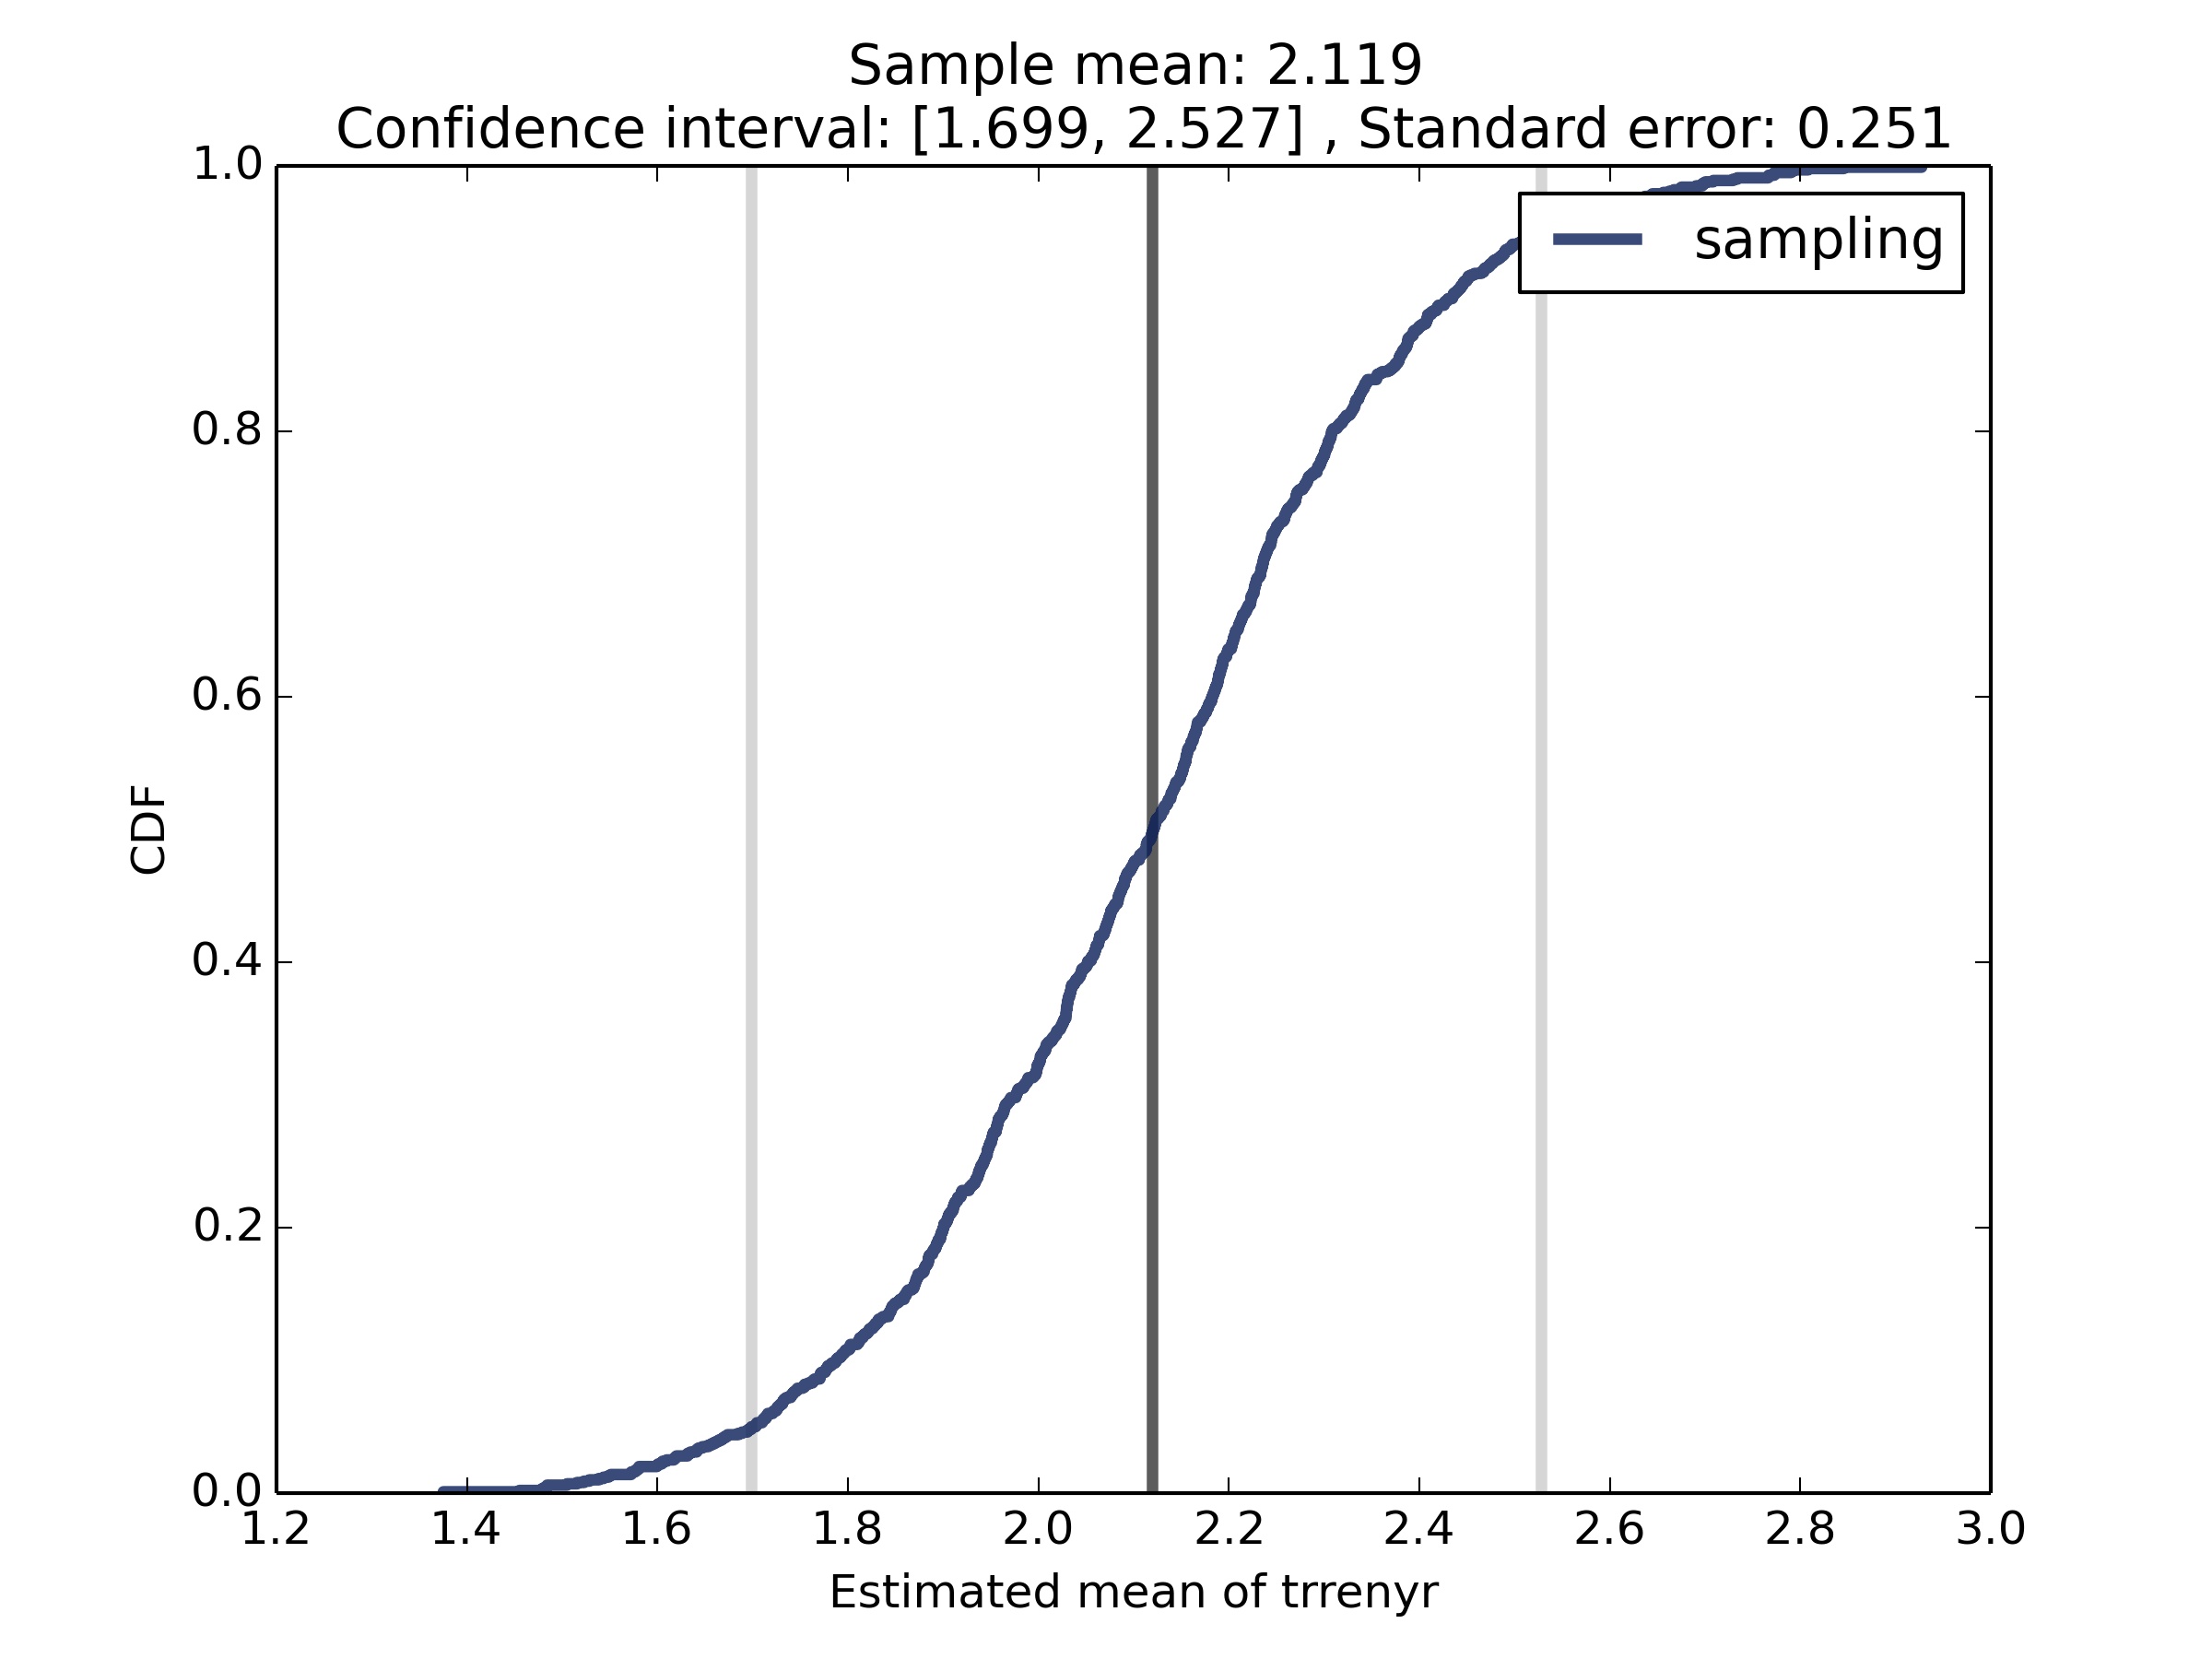 Sample mean: 2.119
Confidence interval: [1.699, 2.527] , Standard error: 0.251
1.0
sampling
0.8
0.6
CDF
0.4
0.2
0.0
1.2 1.4 1.6 1.8 2.0 2.2 2.4 2.6 2.8 3.0
Estimated mean of trrenyr